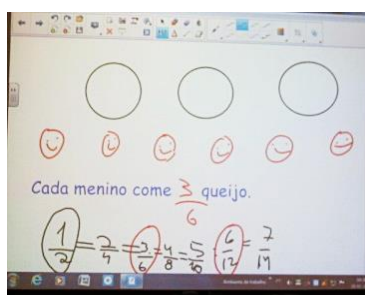 Cada menino come 3/6 queijo.
1/2 = 2/4 = 3/6 = 4/8 = 5/10 = 6/12 = 7/14